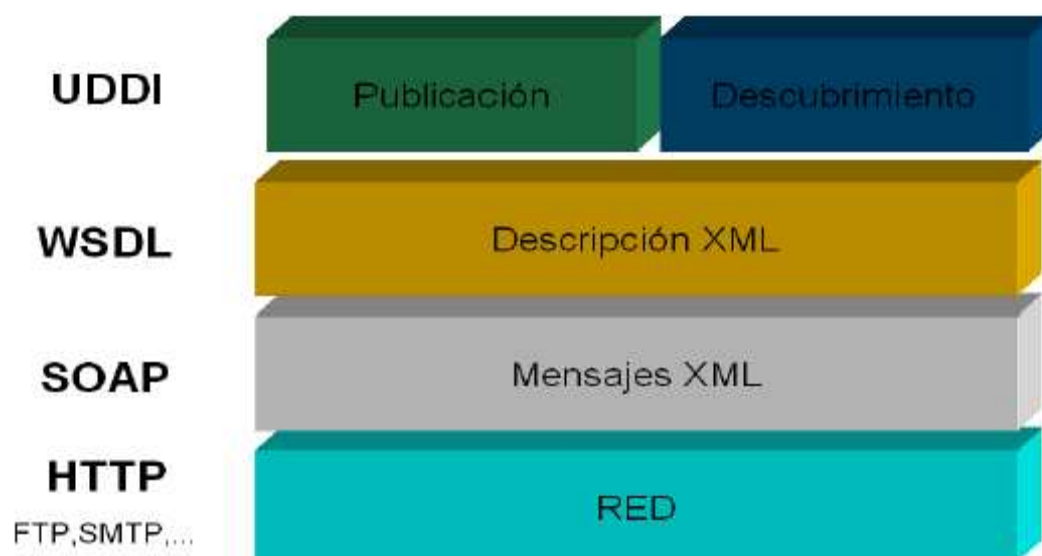 UDDI
Publicación
Descubrimiento
WSDL
Descripción XML
SOAP
Mensajes XML
HTTP
FTP,SMTP,...
RED